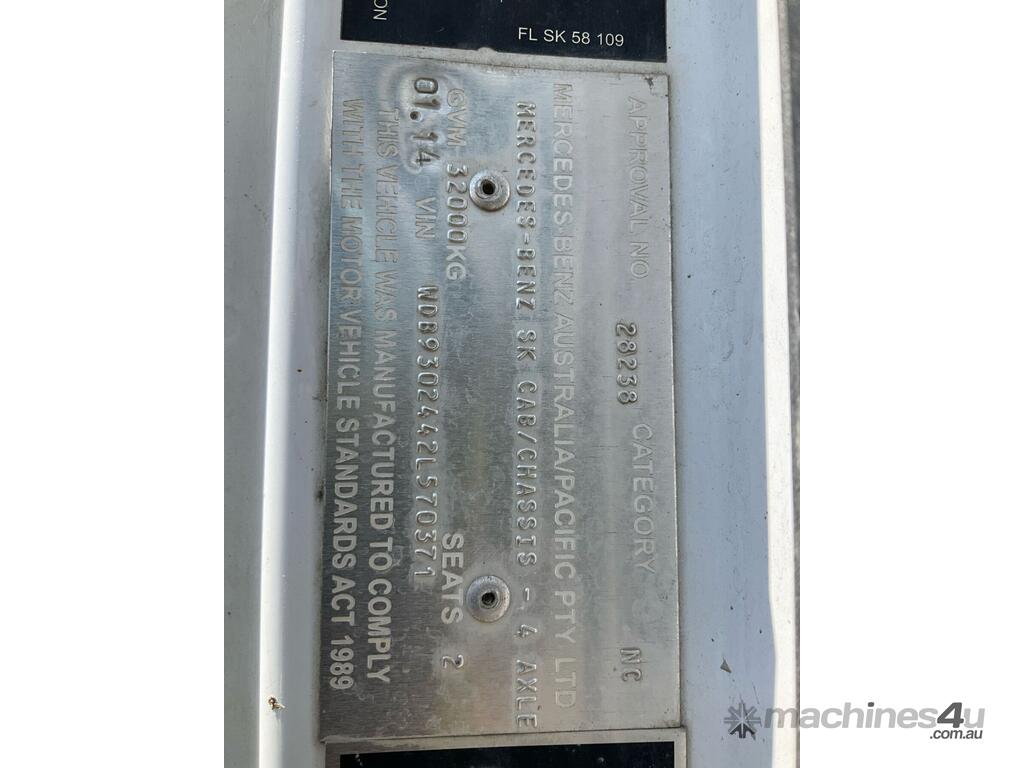 ON
FL SK 58 109
APPROVAL NO 28238 CATEGORY NC
MERCEDES BENZ AUSTRALIA/PACIFIC PTY LTD
MERCEDES-BENZ SK CAB/CHASSIS - 4 AXLE
GVM 32000KG SEATS 2
01.14 VIN WDB9302442L570371
THIS VEHICLE WAS MANUFACTURED TO COMPLY
WITH THE MOTOR VEHICLE STANDARDS ACT 1989
machines4u
.com.au